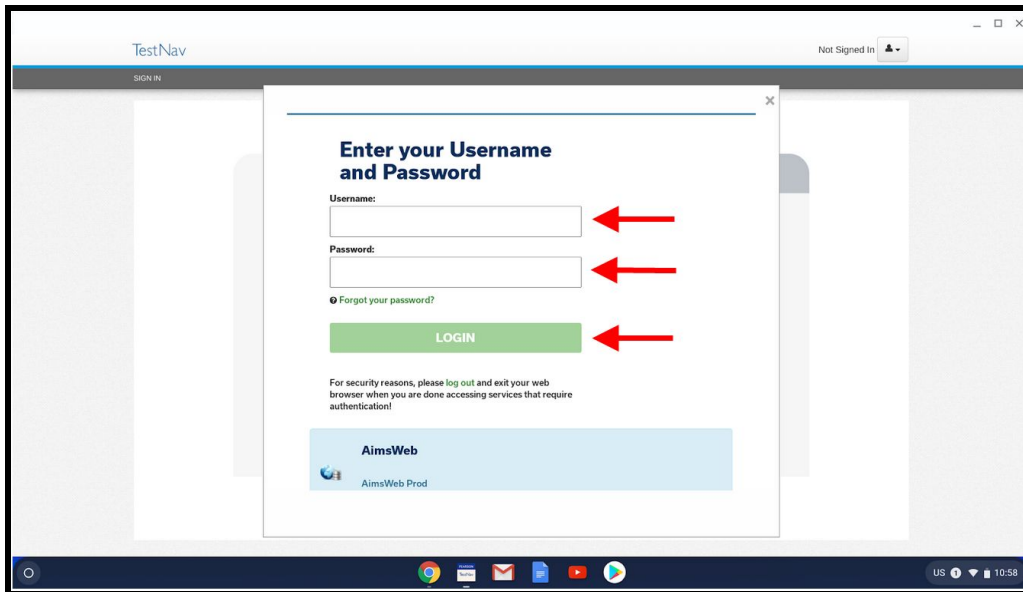 TestNav
Not Signed In
SIGN IN
Enter your Username
and Password
Username:
Password:
Forgot your password?
LOGIN
For security reasons, please log out and exit your web
browser when you are done accessing services that require
authentication!
AimsWeb
AimsWeb Prod
US 1 10:58